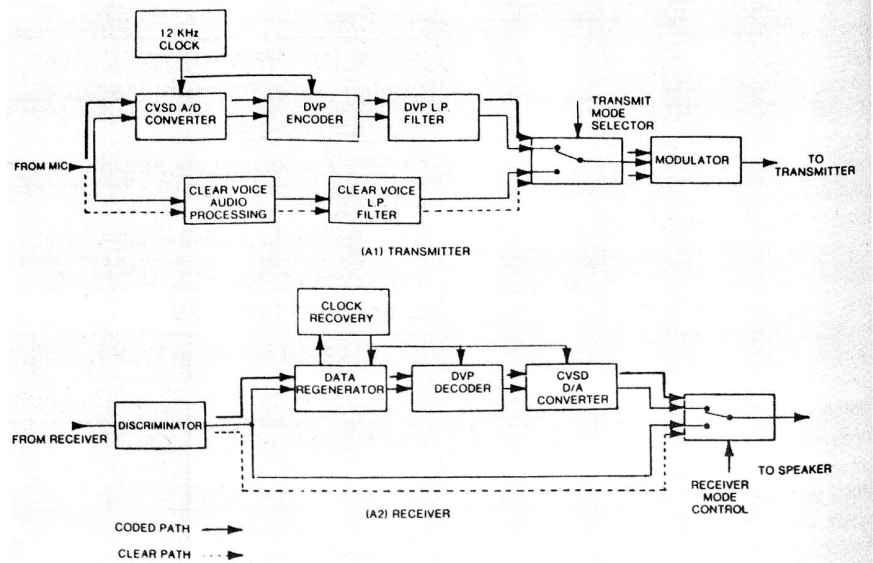 12 KHz
CLOCK
CVSD A/D
CONVERTER
DVP
ENCODER
DVP L.P.
FILTER
TRANSMIT
MODE
SELECTOR
FROM MIC
MODULATOR
TO
TRANSMITTER
CLEAR VOICE
AUDIO
PROCESSING
CLEAR VOICE
L.P.
FILTER
(A1) TRANSMITTER
CLOCK
RECOVERY
DATA
REGENERATOR
DVP
DECODER
CVSD
D/A
CONVERTER
FROM RECEIVER
DISCRIMINATOR
TO SPEAKER
RECEIVER
MODE
CONTROL
(A2) RECEIVER
CODED PATH
CLEAR PATH